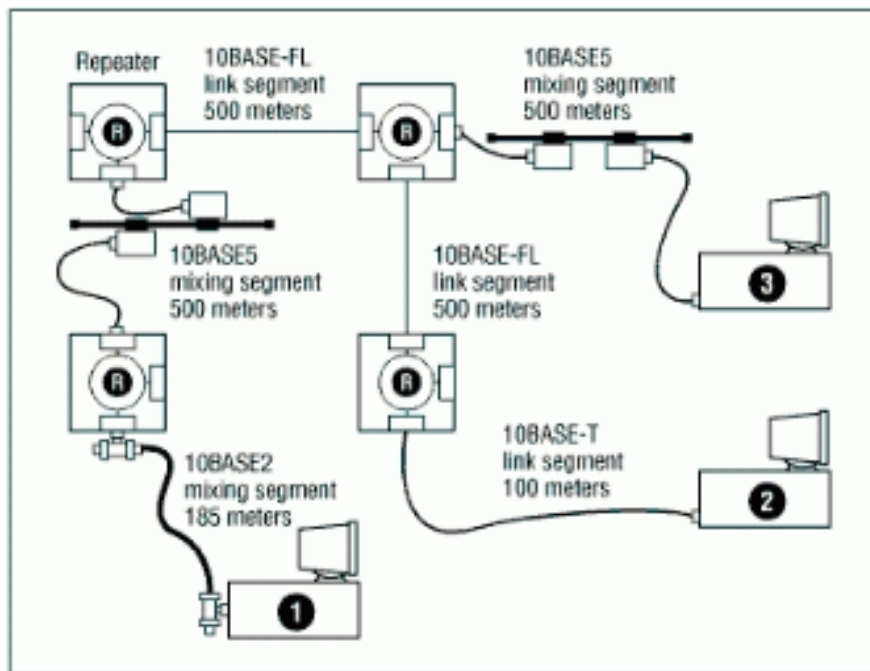 Repeater
10BASE-FL
link segment
500 meters
10BASE5
mixing segment
500 meters
R
R
10BASE5
mixing segment
500 meters
10BASE-FL
link segment
500 meters
3
R
R
10BASE2
mixing segment
185 meters
10BASE-T
link segment
100 meters
2
1